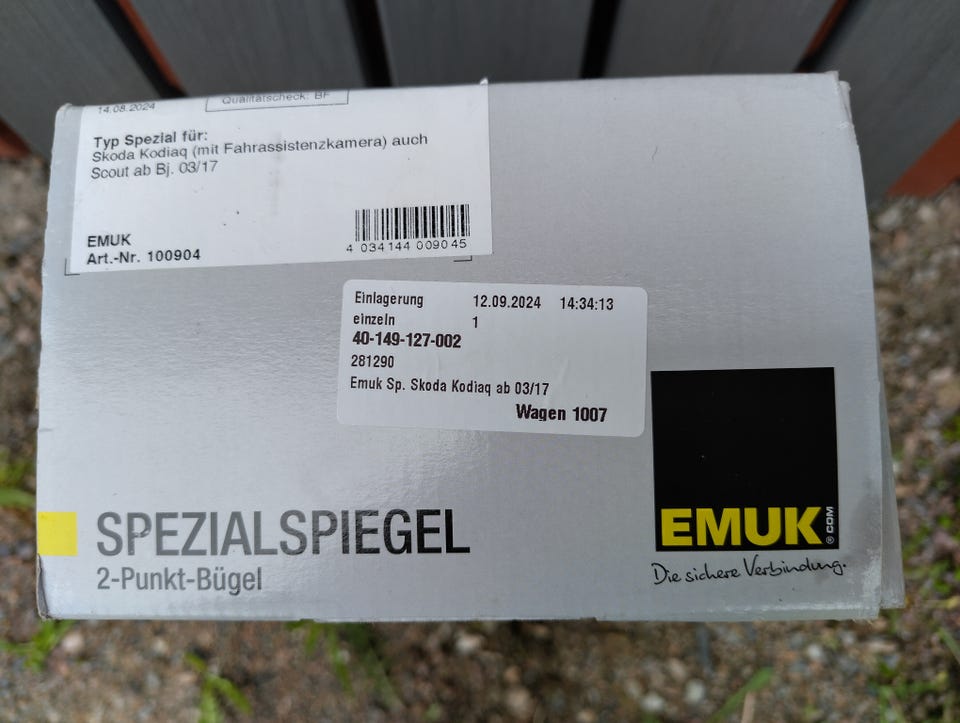 14.08.2024
Qualitätscheck: BF
Typ Spezial für:
Skoda Kodiaq (mit Fahrassistenzkamera) auch
Scout ab Bj. 03/17
EMUK
Art.-Nr. 100904
4 034144 009045
Einlagerung 12.09.2024 14:34:13
einzeln 1
40-149-127-002
281290
Emuk Sp. Skoda Kodiaq ab 03/17
Wagen 1007
SPEZIALSPIEGEL
2-Punkt-Bügel
EMUK ® COM
Die sichere Verbindung.